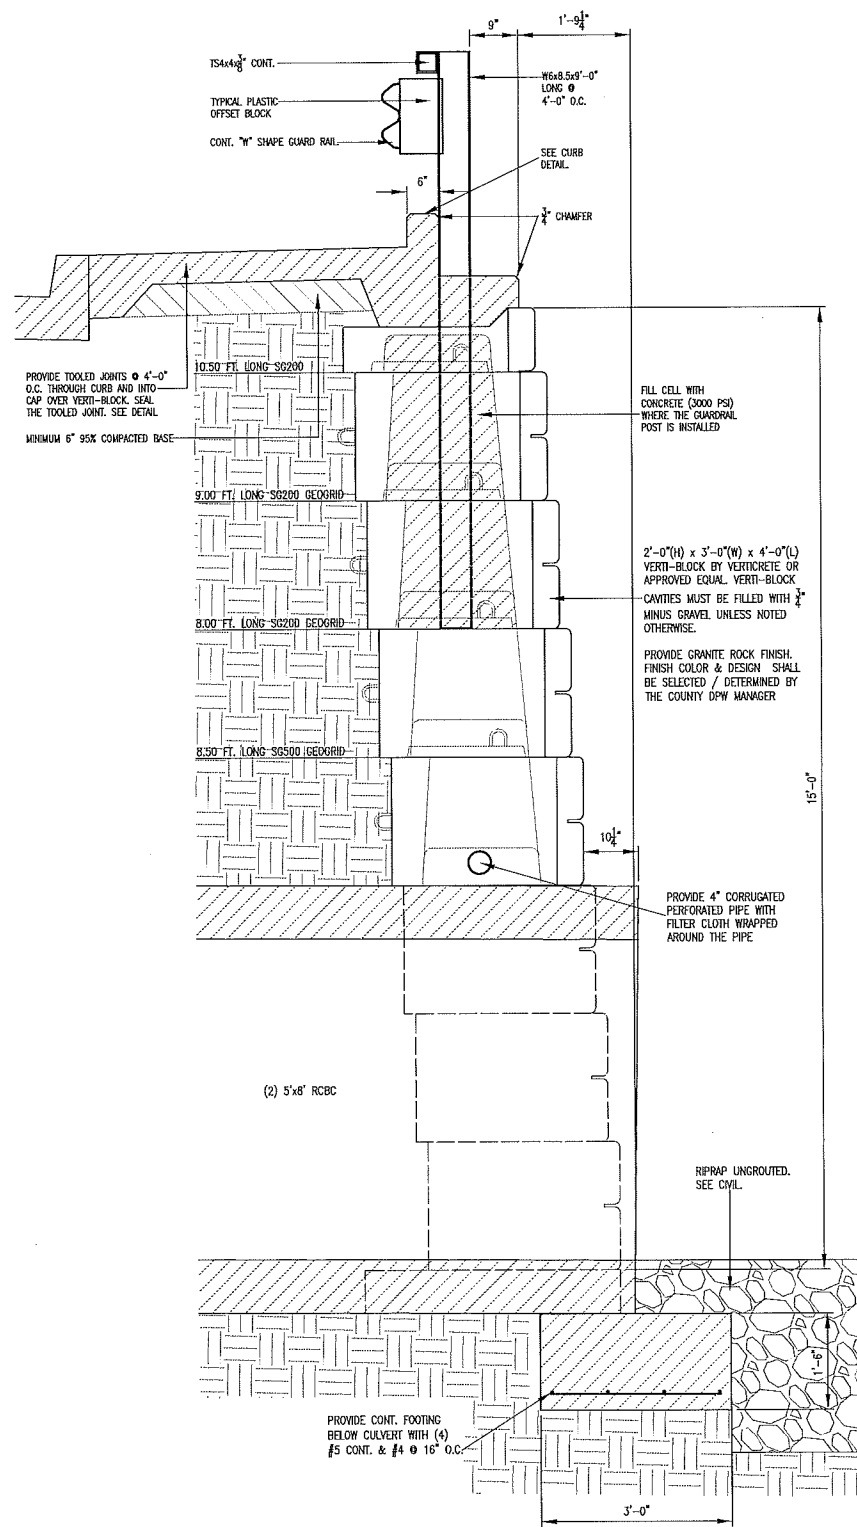 9"
1'-9 1/4"
TS4x4x3/8 CONT.
W6x8.5x9'-0"
LONG @
4'-0" O.C.
TYPICAL PLASTIC
OFFSET BLOCK
CONT. "W" SHAPE GUARD RAIL
SEE CURB
DETAIL
6"
3/4" CHAMFER
10.50 FT. LONG SG200
PROVIDE TOOLED JOINTS @ 4'-0"
O.C. THROUGH CURB AND INTO
CAP OVER VERTI-BLOCK. SEAL
THE TOOLED JOINT. SEE DETAIL
MINIMUM 6" 95% COMPACTED BASE
FILL CELL WITH
CONCRETE (3000 PSI)
WHERE THE GUARDRAIL
POST IS INSTALLED
9.00 FT. LONG SG200 GEOGRID
2'-0"(H) x 3'-0"(W) x 4'-0"(L)
VERTI-BLOCK BY VERTICRETE OR
APPROVED EQUAL. VERTI-BLOCK
CAVITIES MUST BE FILLED WITH 3/4"
MINUS GRAVEL UNLESS NOTED
OTHERWISE.
8.00 FT. LONG SG200 GEOGRID
PROVIDE GRANITE ROCK FINISH.
FINISH COLOR & DESIGN SHALL
BE SELECTED / DETERMINED BY
THE COUNTY DPW MANAGER
8.50 FT. LONG SG500 GEOGRID
15'-0"
10 1/4"
PROVIDE 4" CORRUGATED
PERFORATED PIPE WITH
FILTER CLOTH WRAPPED
AROUND THE PIPE
(2) 5'x8' RCBC
RIPRAP UNGROUTED.
SEE CIVIL.
1'-6"
PROVIDE CONT. FOOTING
BELOW CULVERT WITH (4)
#5 CONT. & #4 @ 16" O.C.
3'-0"